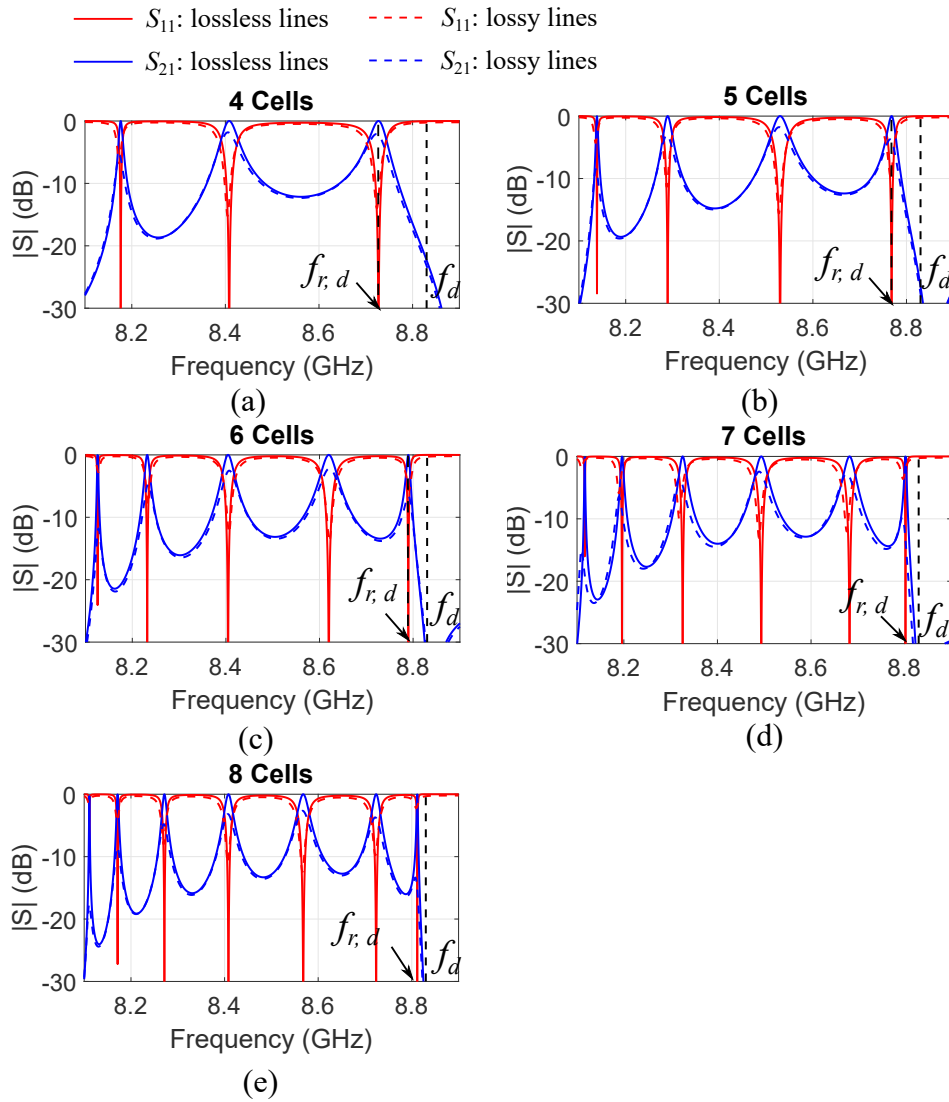 S11: lossless lines S11: lossy lines
S21: lossless lines S21: lossy lines
4 Cells
0
-10
-20
-30
|S| (dB)
fr, d
fd
8.2 8.4 8.6 8.8
Frequency (GHz)
(a)
5 Cells
0
-10
-20
-30
|S| (dB)
fr, d
fd
8.2 8.4 8.6 8.8
Frequency (GHz)
(b)
6 Cells
0
-10
-20
-30
|S| (dB)
fr, d
fd
8.2 8.4 8.6 8.8
Frequency (GHz)
(c)
7 Cells
0
-10
-20
-30
|S| (dB)
fr, d
fd
8.2 8.4 8.6 8.8
Frequency (GHz)
(d)
8 Cells
0
-10
-20
-30
|S| (dB)
fr, d
fd
8.2 8.4 8.6 8.8
Frequency (GHz)
(e)